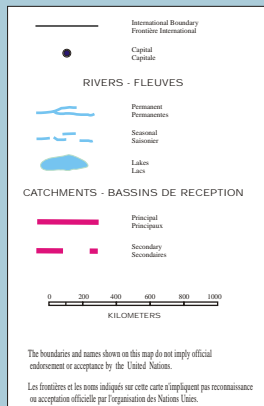 International Boundary
Frontière International
Capital
Capitale
RIVERS - FLEUVES
Permanent
Permanentes
Seasonal
Saisonier
Lakes
Lacs
CATCHMENTS - BASSINS DE RECEPTION
Principal
Principaux
Secondary
Secondaires
0 200 400 600 800 1000
KILOMETERS
The boundaries and names shown on this map do not imply official
endorsement or acceptance by the United Nations.
Les frontières et les noms indiqués sur cette carte n'impliquent pas reconnaissance
ou acceptation officielle par l'organisation des Nations Unies.